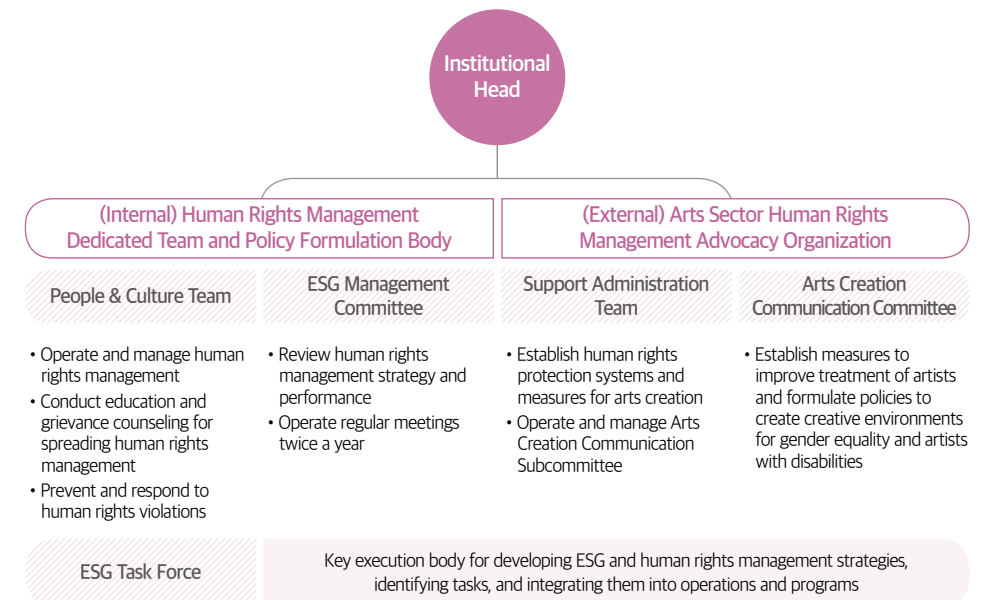 Institutional
Head
(Internal) Human Rights Management
Dedicated Team and Policy Formulation Body
(External) Arts Sector Human Rights
Management Advocacy Organization
People & Culture Team
ESG Management
Committee
Support Administration
Team
Arts Creation
Communication Committee
• Operate and manage human
rights management
• Conduct education and
grievance counseling for
spreading human rights
management
• Prevent and respond to
human rights violations
• Review human rights
management strategy and
performance
• Operate regular meetings
twice a year
• Establish human rights
protection systems and
measures for arts creation
• Operate and manage Arts
Creation Communication
Subcommittee
• Establish measures to
improve treatment of artists
and formulate policies to
create creative environments
for gender equality and artists
with disabilities
ESG Task Force
Key execution body for developing ESG and human rights management strategies,
identifying tasks, and integrating them into operations and programs